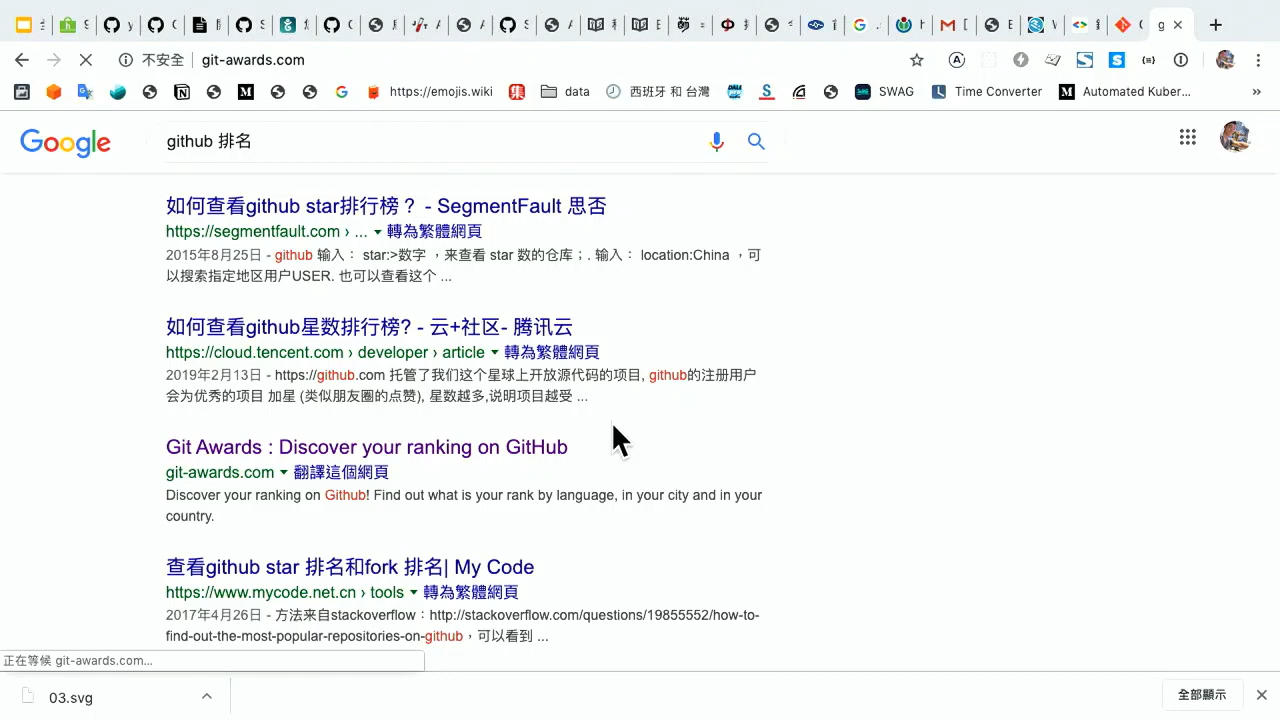 不安全 git-awards.com
https://emojis.wiki
data
西班牙 和 台灣
SWAG
Time Converter
Automated Kuber...
»
Google
github 排名
如何查看github star排行榜？ - SegmentFault 思否
https://segmentfault.com › ... 轉為繁體網頁
2015年8月25日 - github 输入： star:>数字 ，来查看 star 数的仓库；. 输入： location:China ，可
以搜索指定地区用户USER. 也可以查看这个 ...
如何查看github星数排行榜? - 云+社区- 腾讯云
https://cloud.tencent.com › developer › article 轉為繁體網頁
2019年2月13日 - https://github.com 托管了我们这个星球上开放源代码的项目, github的注册用户
会为优秀的项目 加星 (类似朋友圈的点赞), 星数越多,说明项目越受 ...
Git Awards : Discover your ranking on GitHub
git-awards.com 翻譯這個網頁
Discover your ranking on Github! Find out what is your rank by language, in your city and in your
country.
查看github star 排名和fork 排名| My Code
https://www.mycode.net.cn › tools 轉為繁體網頁
2017年4月26日 - 方法来自stackoverflow：http://stackoverflow.com/questions/19855552/how-to-
find-out-the-most-popular-repositories-on-github，可以看到 ...
正在等候 git-awards.com...
03.svg
全部顯示